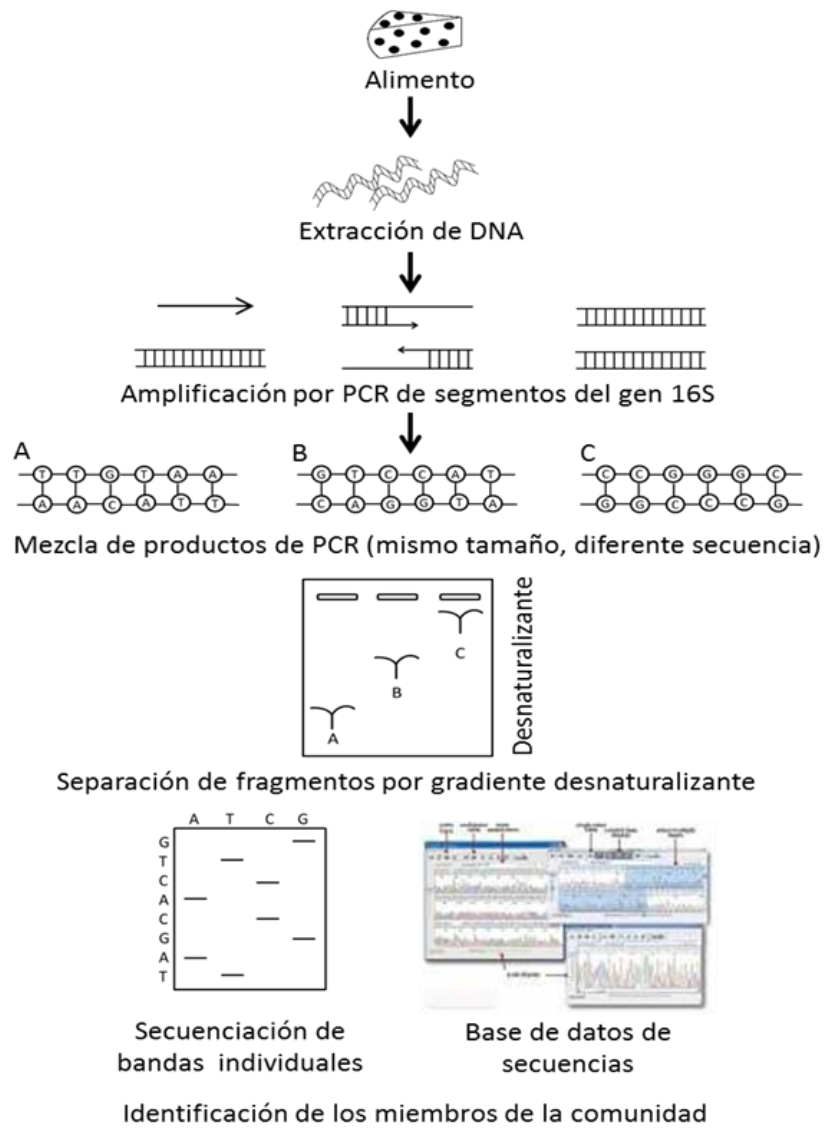 Alimento
Extracción de DNA
Amplificación por PCR de segmentos del gen 16S
A B C
T T G T A A G T C C A T C C G G G C
A A C A T T C A G G T A G G C C C G
Mezcla de productos de PCR (mismo tamaño, diferente secuencia)
C
B
A
Desnaturalizante
Separación de fragmentos por gradiente desnaturalizante
A T C G
G
T
C
A
C
G
A
T
Secuenciación de
bandas individuales
Base de datos de
secuencias
Identificación de los miembros de la comunidad